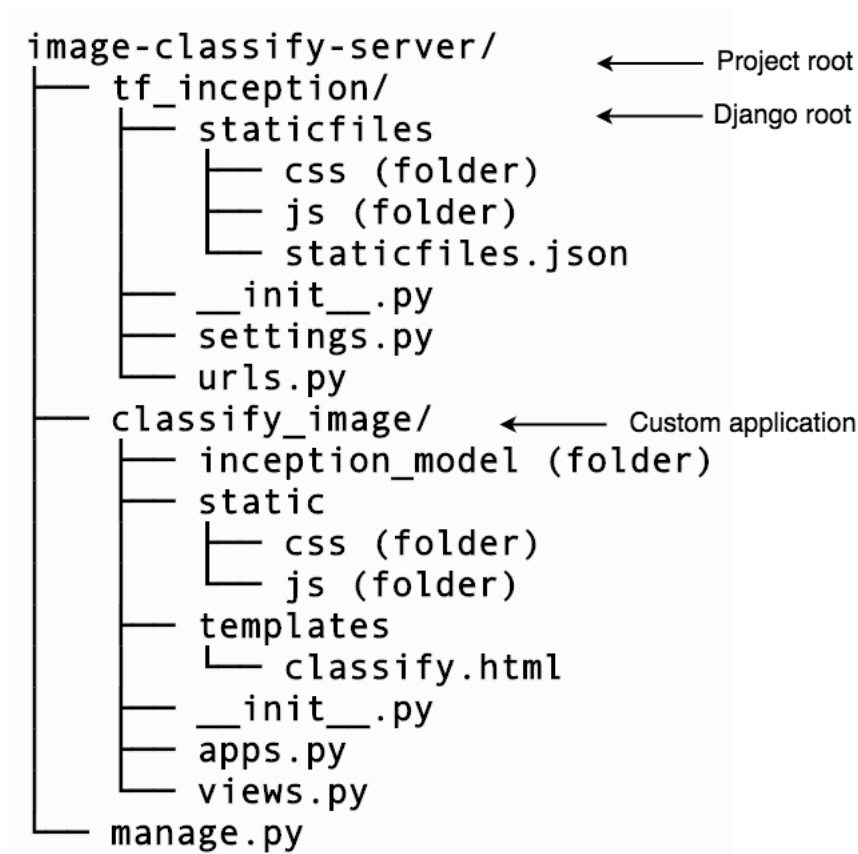 image-classify-server/
Project root
tf_inception/
Django root
staticfiles
css (folder)
js (folder)
staticfiles.json
__init__.py
settings.py
urls.py
classify_image/
Custom application
inception_model (folder)
static
css (folder)
js (folder)
templates
classify.html
__init__.py
apps.py
views.py
manage.py